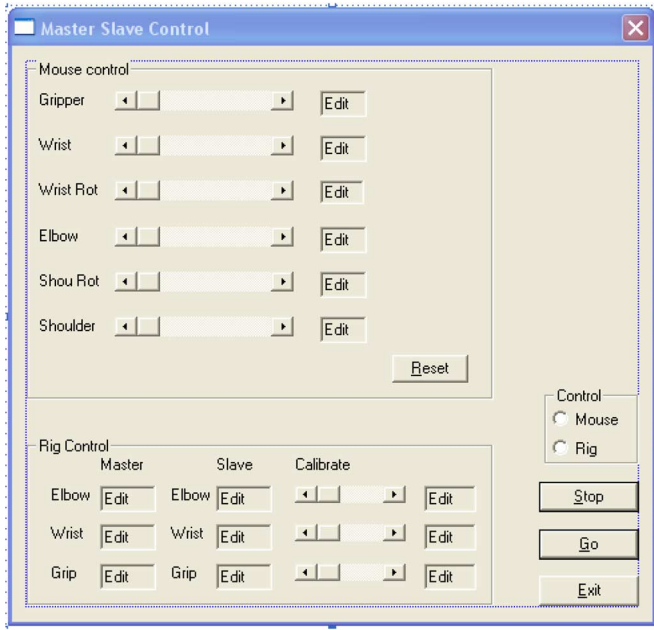 Master Slave Control
Mouse control
Gripper Edit
Wrist Edit
Wrist Rot Edit
Elbow Edit
Shou Rot Edit
Shoulder Edit
Reset
Control
Mouse
Rig
Rig Control
Master Slave Calibrate
Elbow Edit Elbow Edit Edit
Wrist Edit Wrist Edit Edit
Grip Edit Grip Edit Edit
Stop
Go
Exit